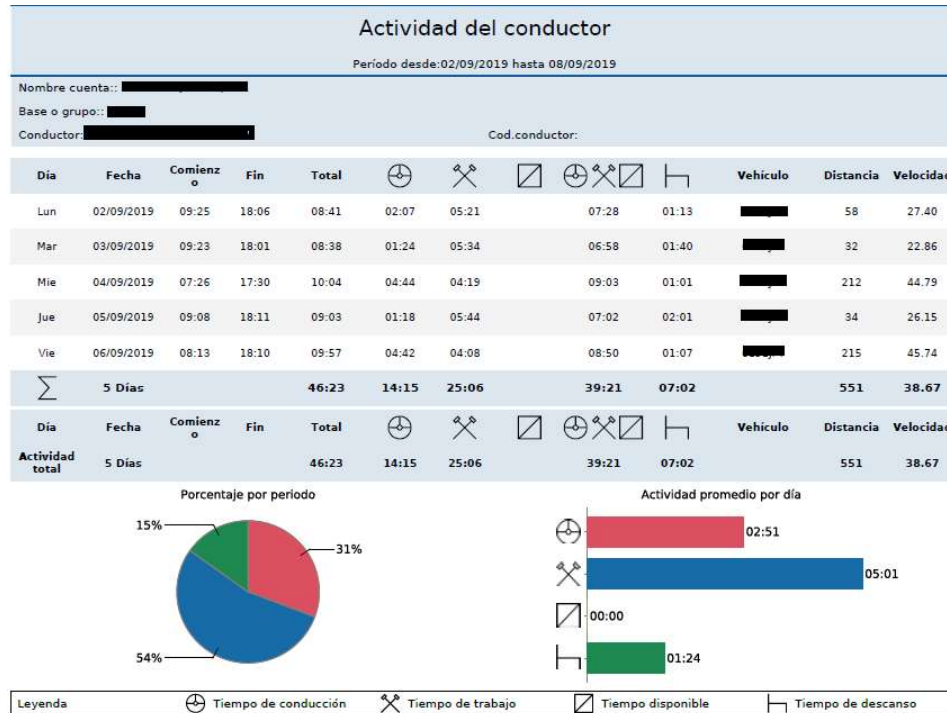 Actividad del conductor
Período desde:02/09/2019 hasta 08/09/2019
Nombre cuenta::
Base o grupo::
Conductor: Cod.conductor:
Día Fecha Comienzo Fin Total Vehículo Distancia Velocidad
Lun 02/09/2019 09:25 18:06 08:41 02:07 05:21 07:28 01:13 58 27.40
Mar 03/09/2019 09:23 18:01 08:38 01:24 05:34 06:58 01:40 32 22.86
Mie 04/09/2019 07:26 17:30 10:04 04:44 04:19 09:03 01:01 212 44.79
Jue 05/09/2019 09:08 18:11 09:03 01:18 05:44 07:02 02:01 34 26.15
Vie 06/09/2019 08:13 18:10 09:57 04:42 04:08 08:50 01:07 215 45.74
∑ 5 Días 46:23 14:15 25:06 39:21 07:02 551 38.67
Día Fecha Comienzo Fin Total Vehículo Distancia Velocidad
Actividad total 5 Días 46:23 14:15 25:06 39:21 07:02 551 38.67
Porcentaje por periodo
15%
31%
54%
Actividad promedio por día
02:51
05:01
00:00
01:24
Leyenda Tiempo de conducción Tiempo de trabajo Tiempo disponible Tiempo de descanso